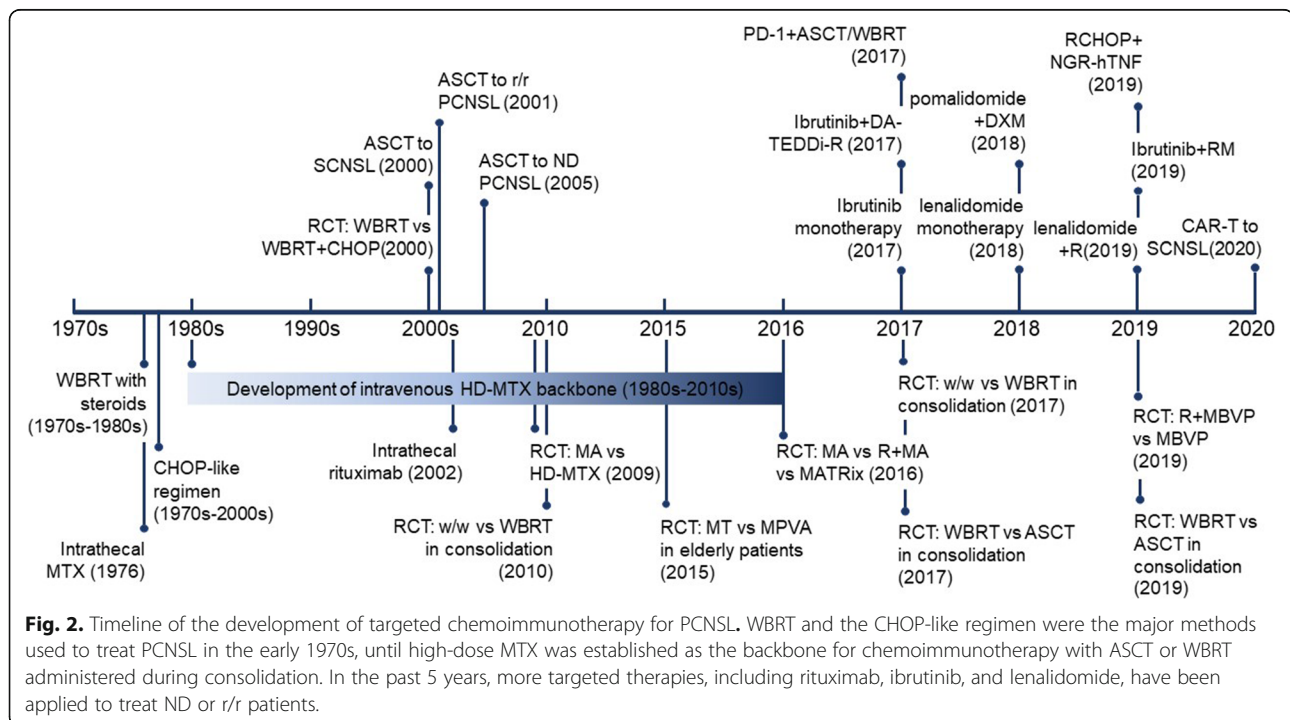 PD-1+ASCT/WBRT
(2017)
RCHOP+
NGR-hTNF
(2019)
ASCT to r/r
PCNSL (2001)
pomalidomide
+DXM
(2018)
Ibrutinib+DA-
TEDDi-R (2017)
ASCT to
SCNSL (2000)
ASCT to ND
PCNSL (2005)
Ibrutinib+RM
(2019)
RCT: WBRT vs
WBRT+CHOP(2000)
Ibrutinib
monotherapy
(2017)
lenalidomide
monotherapy
(2018)
lenalidomide
+R(2019)
CAR-T to
SCNSL(2020)
1970s 1980s 1990s 2000s 2010 2015 2016 2017 2018 2019 2020
WBRT with
steroids
(1970s-1980s)
Development of intravenous HD-MTX backbone (1980s-2010s)
RCT: w/w vs WBRT in
consolidation (2017)
CHOP-like
regimen
(1970s-2000s)
Intrathecal
rituximab (2002)
RCT: MA vs
HD-MTX (2009)
RCT: MA vs R+MA
vs MATRix (2016)
RCT: R+MBVP
vs MBVP
(2019)
Intrathecal
MTX (1976)
RCT: w/w vs WBRT
in consolidation
(2010)
RCT: MT vs MPVA
in elderly patients
(2015)
RCT: WBRT vs ASCT
in consolidation
(2017)
RCT: WBRT vs
ASCT in
consolidation
(2019)
Fig. 2. Timeline of the development of targeted chemoimmunotherapy for PCNSL. WBRT and the CHOP-like regimen were the major methods
used to treat PCNSL in the early 1970s, until high-dose MTX was established as the backbone for chemoimmunotherapy with ASCT or WBRT
administered during consolidation. In the past 5 years, more targeted therapies, including rituximab, ibrutinib, and lenalidomide, have been
applied to treat ND or r/r patients.